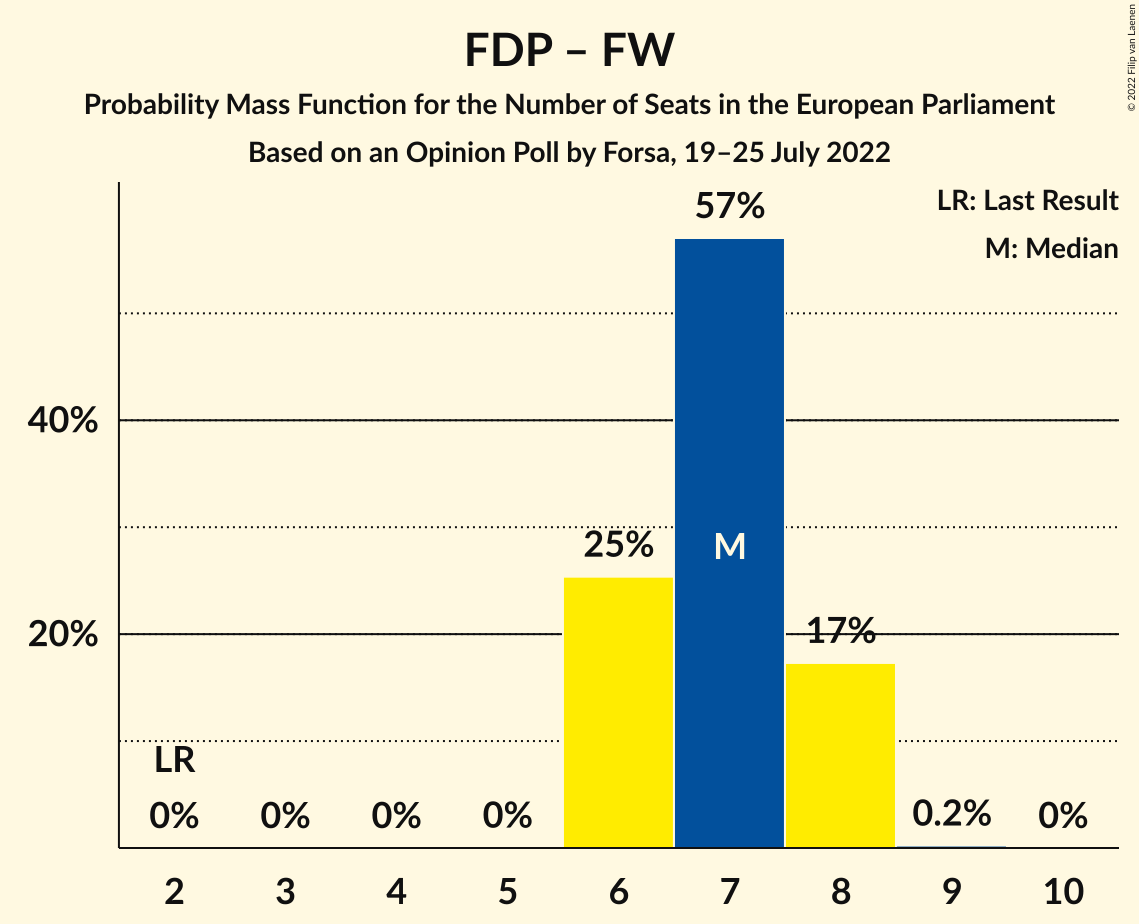 FDP – FW
Probability Mass Function for the Number of Seats in the European Parliament
Based on an Opinion Poll by Forsa, 19–25 July 2022
© 2022 Filip van Laenen
LR: Last Result
M: Median
57%
40%
25%
M
20%
17%
LR
0% 0% 0% 0% 0.2% 0%
2 3 4 5 6 7 8 9 10